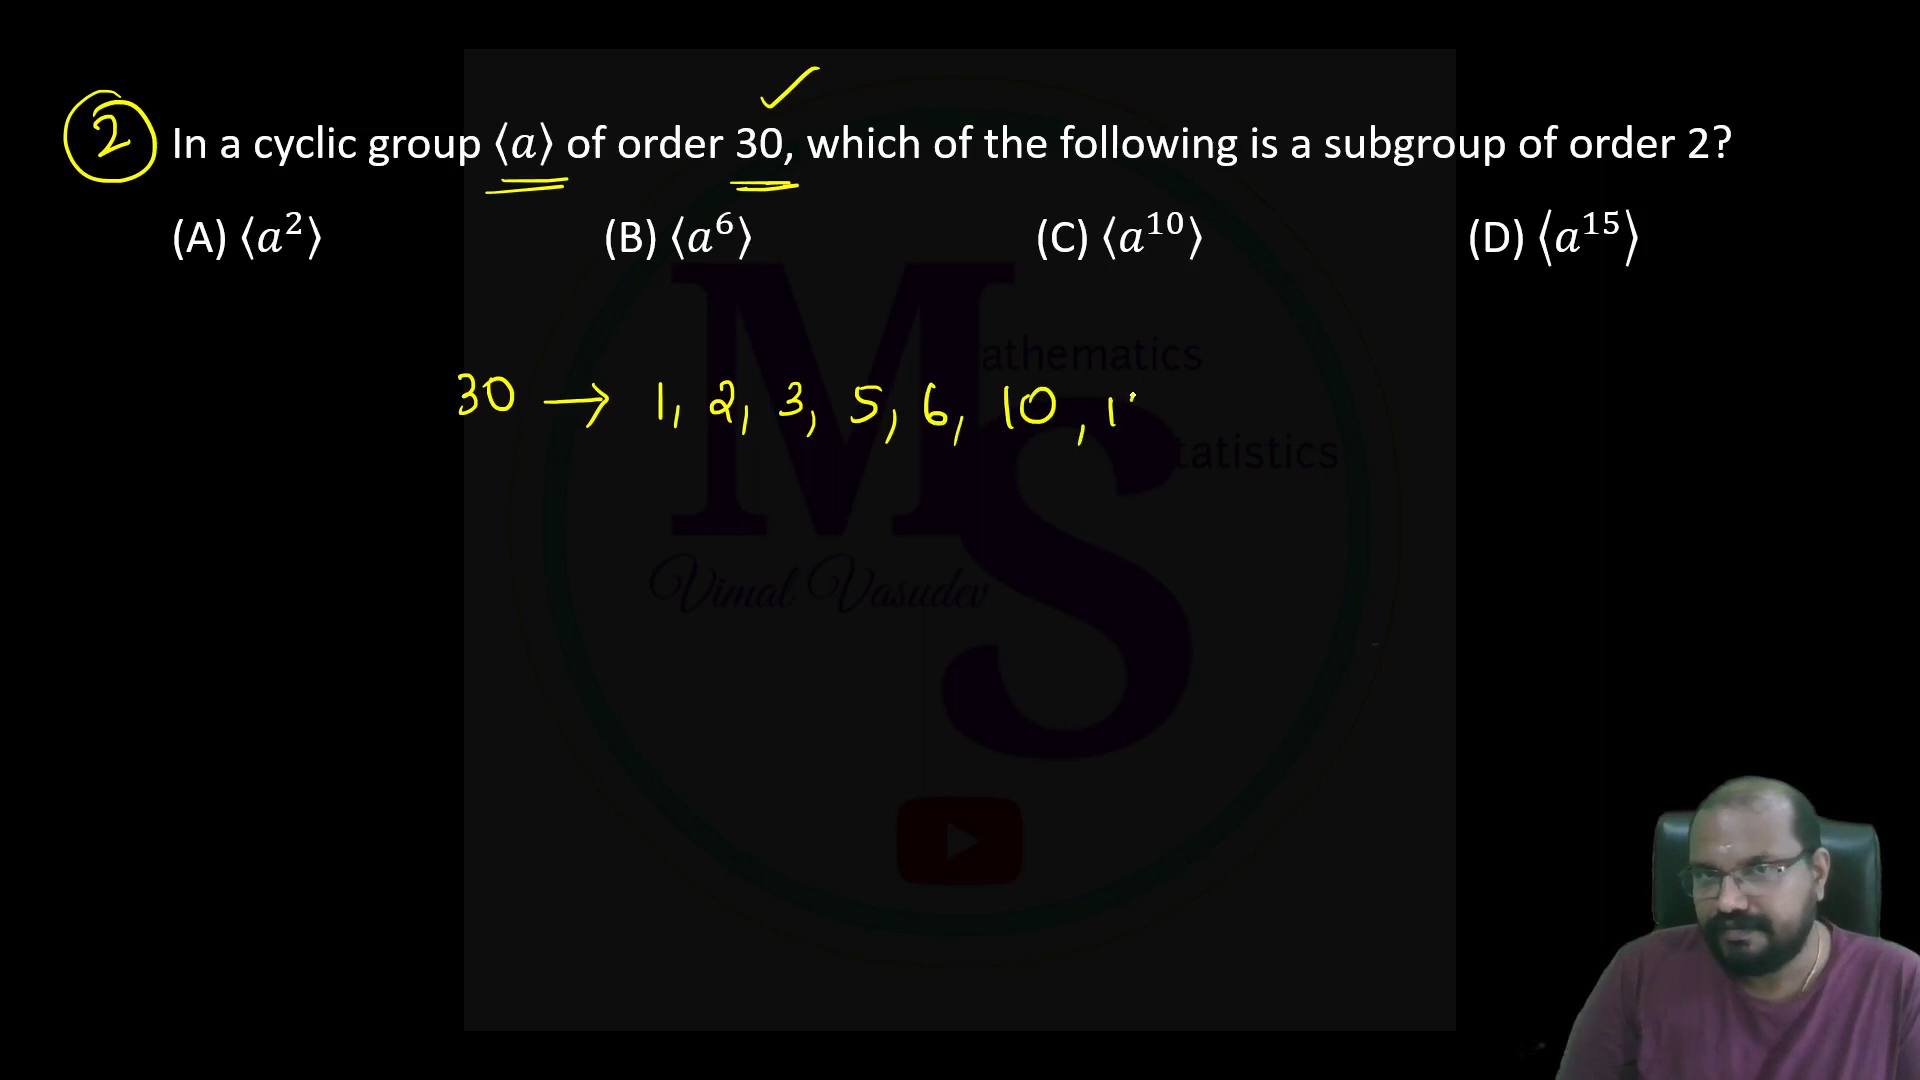 2 In a cyclic group ⟨a⟩ of order 30, which of the following is a subgroup of order 2?
(A) ⟨a²⟩ (B) ⟨a⁶⟩ (C) ⟨a¹⁰⟩ (D) ⟨a¹⁵⟩
30 → 1, 2, 3, 5, 6, 10, 1
M athematics
S tatistics
Vimal Vasudev